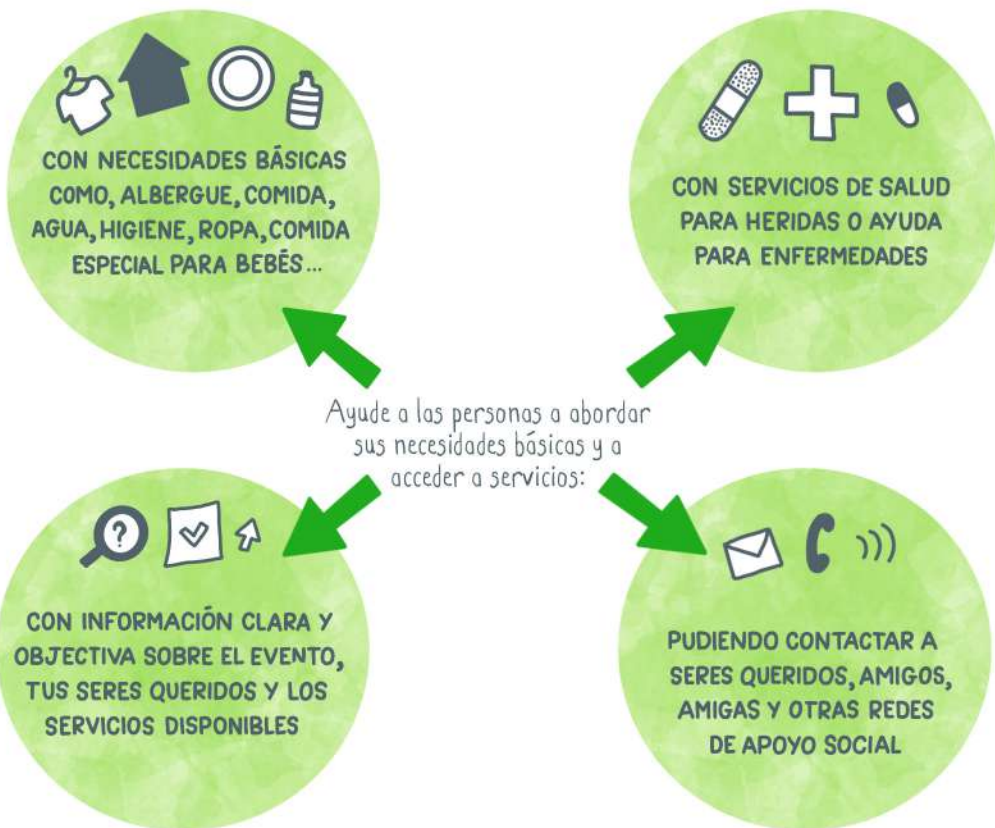 CON NECESIDADES BÁSICAS
COMO, ALBERGUE, COMIDA,
AGUA, HIGIENE, ROPA, COMIDA
ESPECIAL PARA BEBÉS...
CON SERVICIOS DE SALUD
PARA HERIDAS O AYUDA
PARA ENFERMEDADES
Ayude a las personas a abordar
sus necesidades básicas y a
acceder a servicios:
?
CON INFORMACIÓN CLARA Y
OBJECTIVA SOBRE EL EVENTO,
TUS SERES QUERIDOS Y LOS
SERVICIOS DISPONIBLES
PUDIENDO CONTACTAR A
SERES QUERIDOS, AMIGOS,
AMIGAS Y OTRAS REDES
DE APOYO SOCIAL